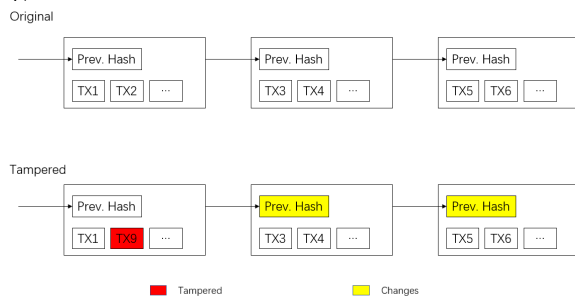 Original
Prev. Hash Prev. Hash Prev. Hash
TX1 TX2 ... TX3 TX4 ... TX5 TX6 ...
Tampered
Prev. Hash Prev. Hash Prev. Hash
TX1 TX9 ... TX3 TX4 ... TX5 TX6 ...
Tampered Changes